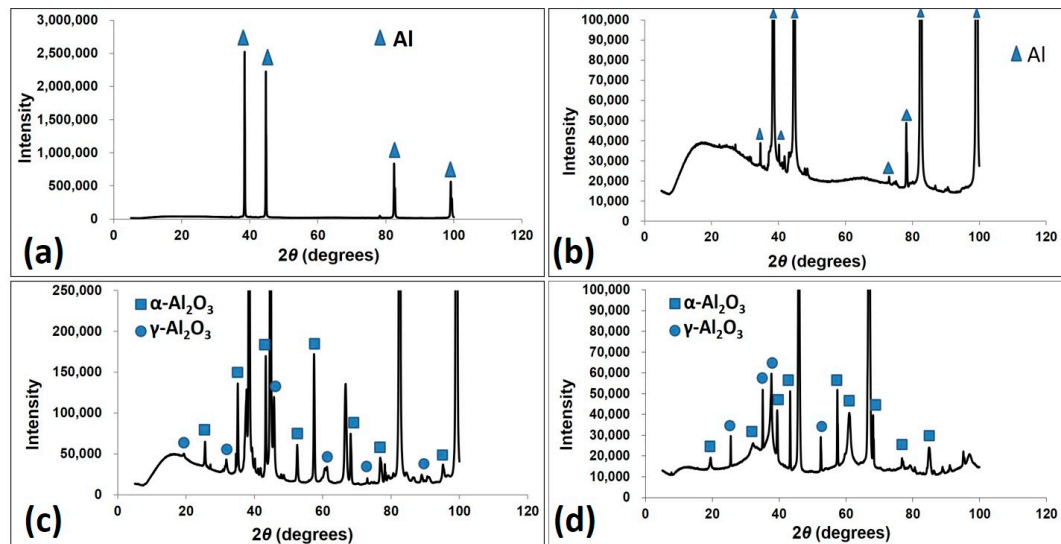 3,000,000
2,500,000
2,000,000
1,500,000
1,000,000
500,000
0
Intensity
Al
0 20 40 60 80 100 120
2θ (degrees)
(a)
100,000
90,000
80,000
70,000
60,000
50,000
40,000
30,000
20,000
10,000
Intensity
Al
0 20 40 60 80 100 120
2θ (degrees)
(b)
250,000
200,000
150,000
100,000
50,000
0
Intensity
α-Al₂O₃
γ-Al₂O₃
0 20 40 60 80 100 120
2θ (degrees)
(c)
100,000
90,000
80,000
70,000
60,000
50,000
40,000
30,000
20,000
10,000
0
Intensity
α-Al₂O₃
γ-Al₂O₃
0 20 40 60 80 100 120
2θ (degrees)
(d)